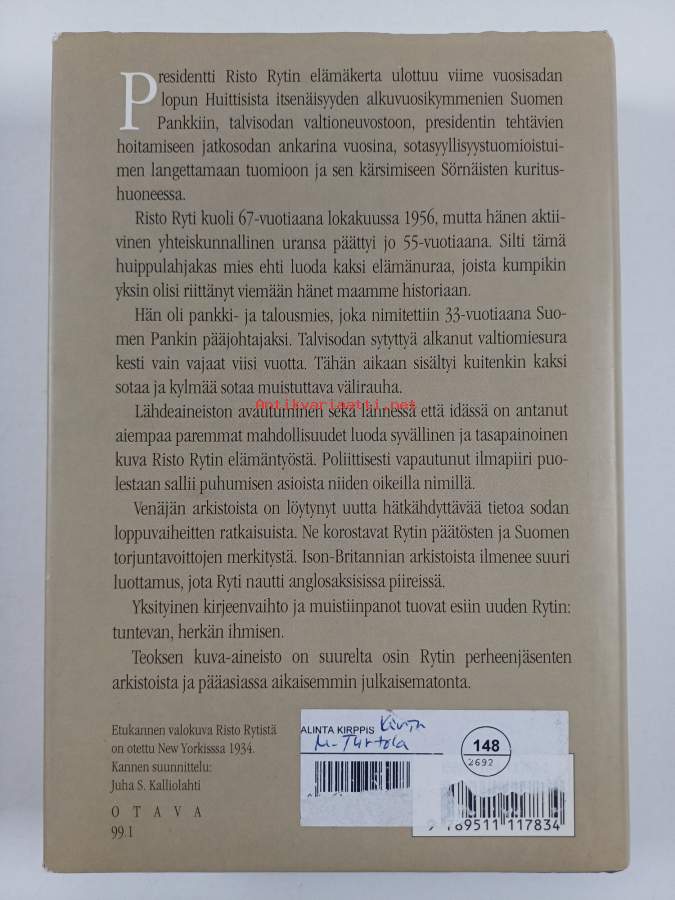 Presidentti Risto Rytin elämäkerta ulottuu viime vuosisadan
lopun Huittisista itsenäisyyden alkuvuosikymmenien Suomen
Pankkiin, talvisodan valtioneuvostoon, presidentin tehtävien
hoitamiseen jatkosodan ankarina vuosina, sotasyyllisyystuomioistui-
men langettamaan tuomioon ja sen kärsimiseen Sörnäisten kuritus-
huoneessa.
Risto Ryti kuoli 67-vuotiaana lokakuussa 1956, mutta hänen aktii-
vinen yhteiskunnallinen uransa päättyi jo 55-vuotiaana. Silti tämä
huippulahjakas mies ehti luoda kaksi elämänuraa, joista kumpikin
yksin olisi riittänyt viemään hänet maamme historiaan.
Hän oli pankki- ja talousmies, joka nimitettiin 33-vuotiaana Suo-
men Pankin pääjohtajaksi. Talvisodan sytyttyä alkanut valtiomiesura
kesti vain vajaat viisi vuotta. Tähän aikaan sisältyi kuitenkin kaksi
sotaa ja kylmää sotaa muistuttava välirauha.
Antikvariaatti.net
Lähdeaineiston avautuminen sekä lännessä että idässä on antanut
aiempaa paremmat mahdollisuudet luoda syvällinen ja tasapainoinen
kuva Risto Rytin elämäntyöstä. Poliittisesti vapautunut ilmapiiri puo-
lestaan sallii puhumisen asioista niiden oikeilla nimillä.
Venäjän arkistoista on löytynyt uutta hätkähdyttävää tietoa sodan
loppuvaiheitten ratkaisuista. Ne korostavat Rytin päätösten ja Suomen
torjuntavoittojen merkitystä. Ison-Britannian arkistoista ilmenee suuri
luottamus, jota Ryti nautti anglosaksisissa piireissä.
Yksityinen kirjeenvaihto ja muistiinpanot tuovat esiin uuden Rytin:
tuntevan, herkän ihmisen.
Teoksen kuva-aineisto on suurelta osin Rytin perheenjäsenten
arkistoista ja pääasiassa aikaisemmin julkaisematonta.
Etukannen valokuva Risto Rytistä
on otettu New Yorkisssa 1934.
Kannen suunnittelu:
Juha S. Kalliolahti
OTAVA
99.1
ALINTA KIRPPIS
M-Turtola
148
2692
9 789511 117834